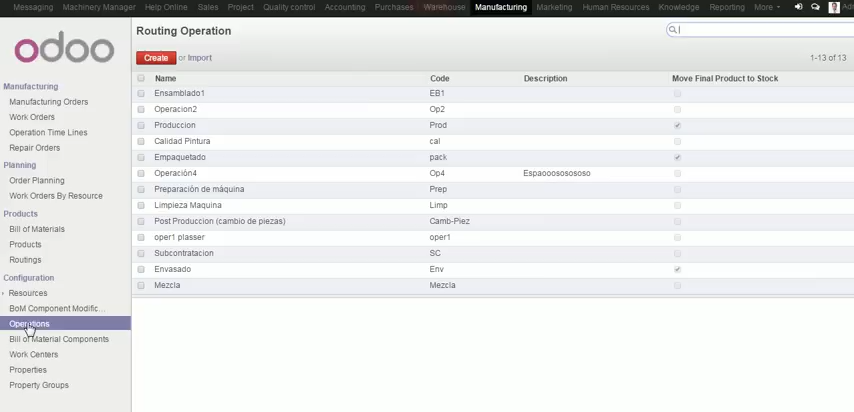 Messaging Machinery Manager Help Online Sales Project Quality control Accounting Purchases Warehouse Manufacturing Marketing Human Resources Knowledge Reporting More
odoo
Routing Operation
Create or Import
1-13 of 13
Name Code Description Move Final Product to Stock
Ensamblado1 EB1
Operacion2 Op2
Produccion Prod
Calidad Pintura cal
Empaquetado pack
Operación4 Op4 Espaooososososo
Preparación de máquina Prep
Limpieza Maquina Limp
Post Produccion (cambio de piezas) Camb-Piez
oper1 plasser oper1
Subcontratacion SC
Envasado Env
Mezcla Mezcla
Manufacturing
Manufacturing Orders
Work Orders
Operation Time Lines
Repair Orders
Planning
Order Planning
Work Orders By Resource
Products
Bill of Materials
Products
Routings
Configuration
Resources
BoM Component Modific...
Operations
Bill of Material Components
Work Centers
Properties
Property Groups